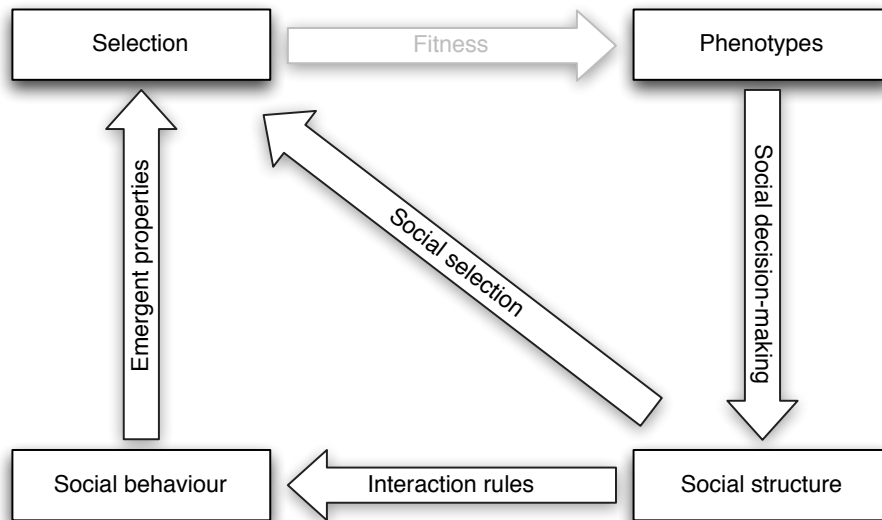 Selection
Fitness
Phenotypes
Emergent properties
Social selection
Social decision-making
Social behaviour
Interaction rules
Social structure